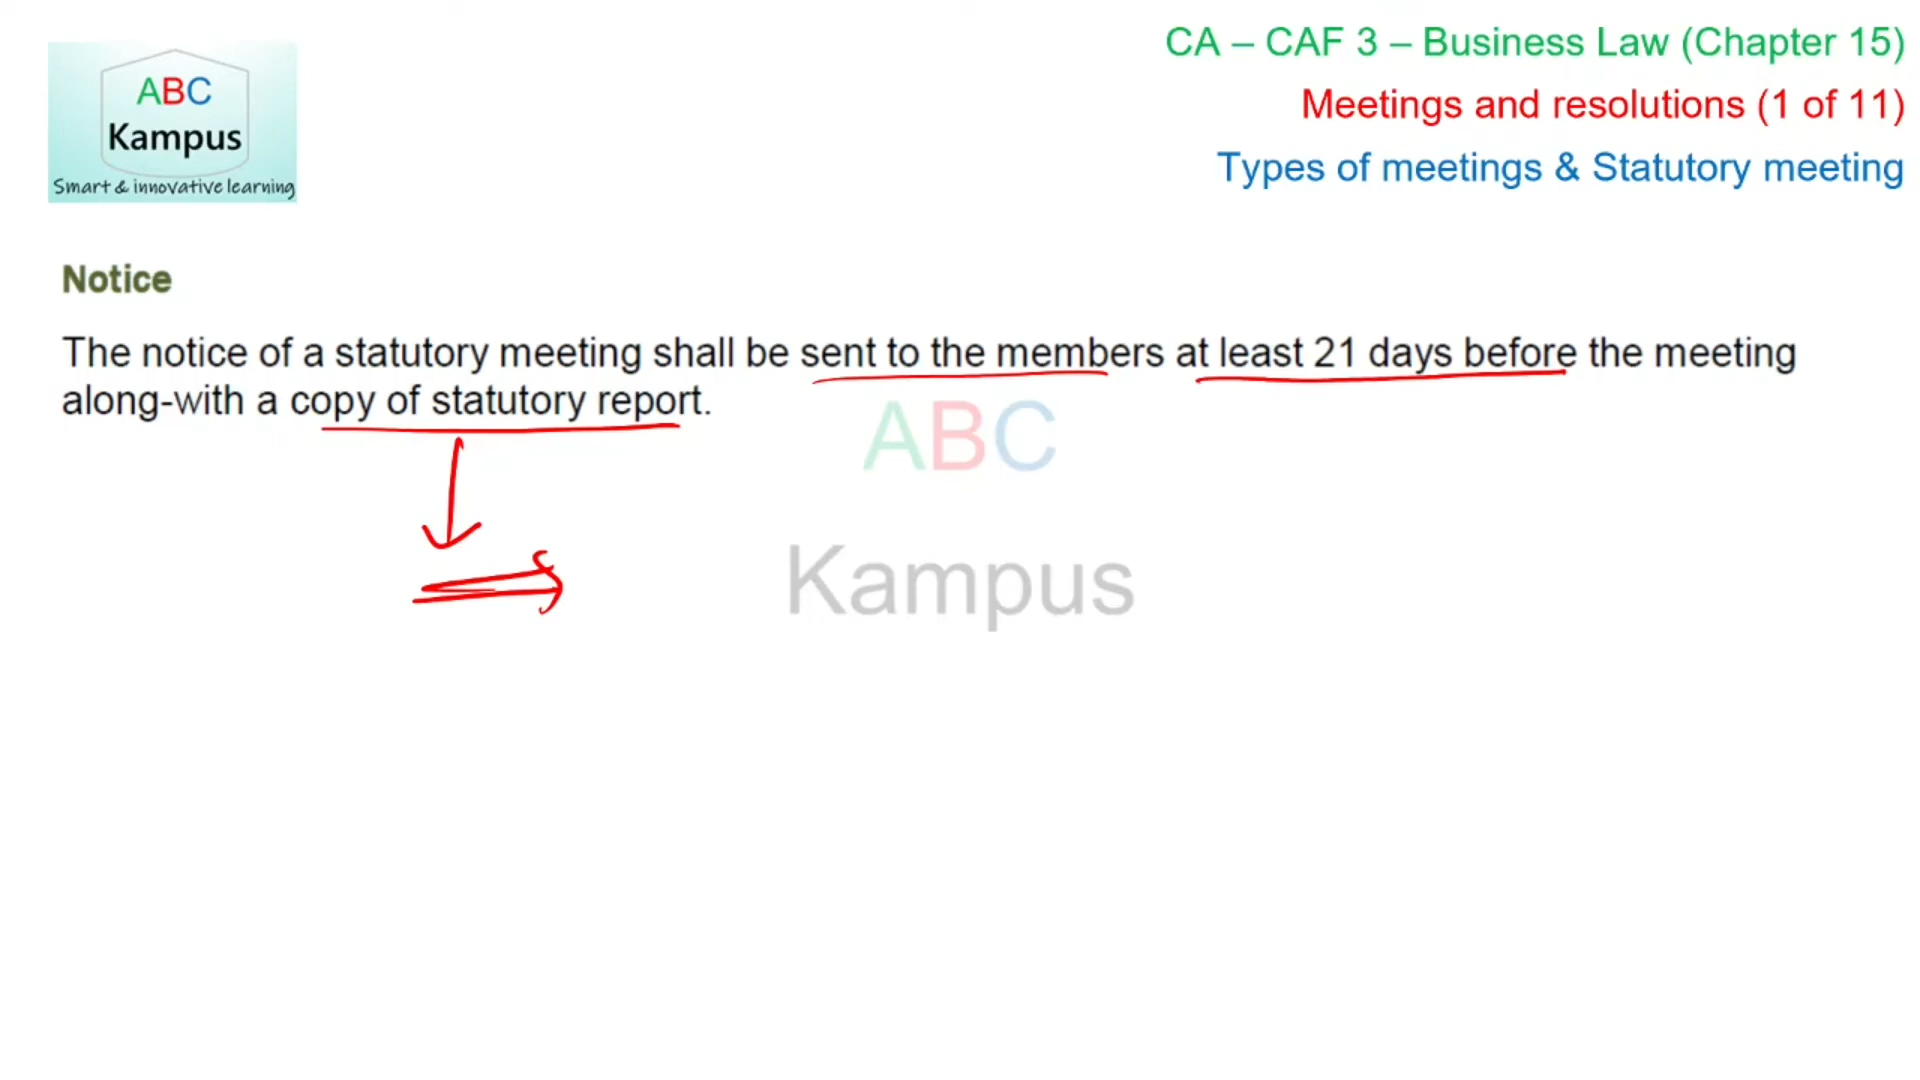 ABC
Kampus
Smart & innovative learning
CA – CAF 3 – Business Law (Chapter 15)
Meetings and resolutions (1 of 11)
Types of meetings & Statutory meeting
Notice
The notice of a statutory meeting shall be sent to the members at least 21 days before the meeting
along-with a copy of statutory report.
ABC
Kampus